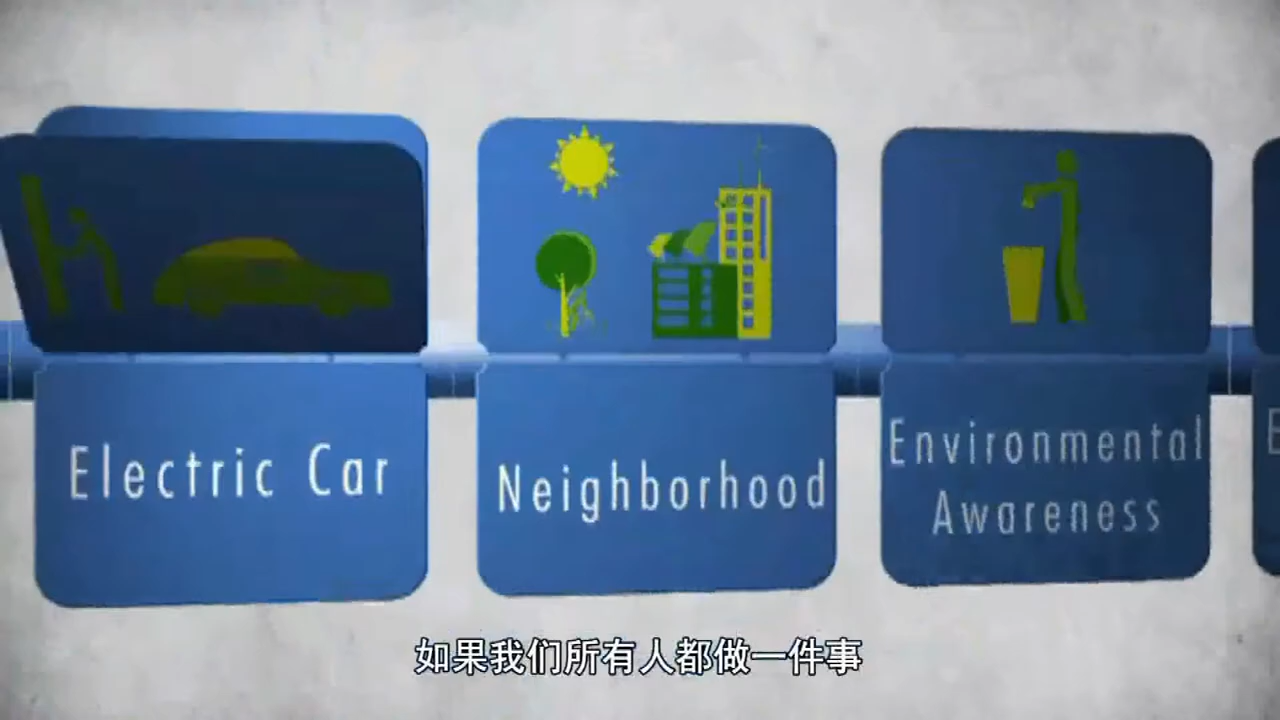 Electric Car
Neighborhood
Environmental
Awareness
如果我们所有人都做一件事